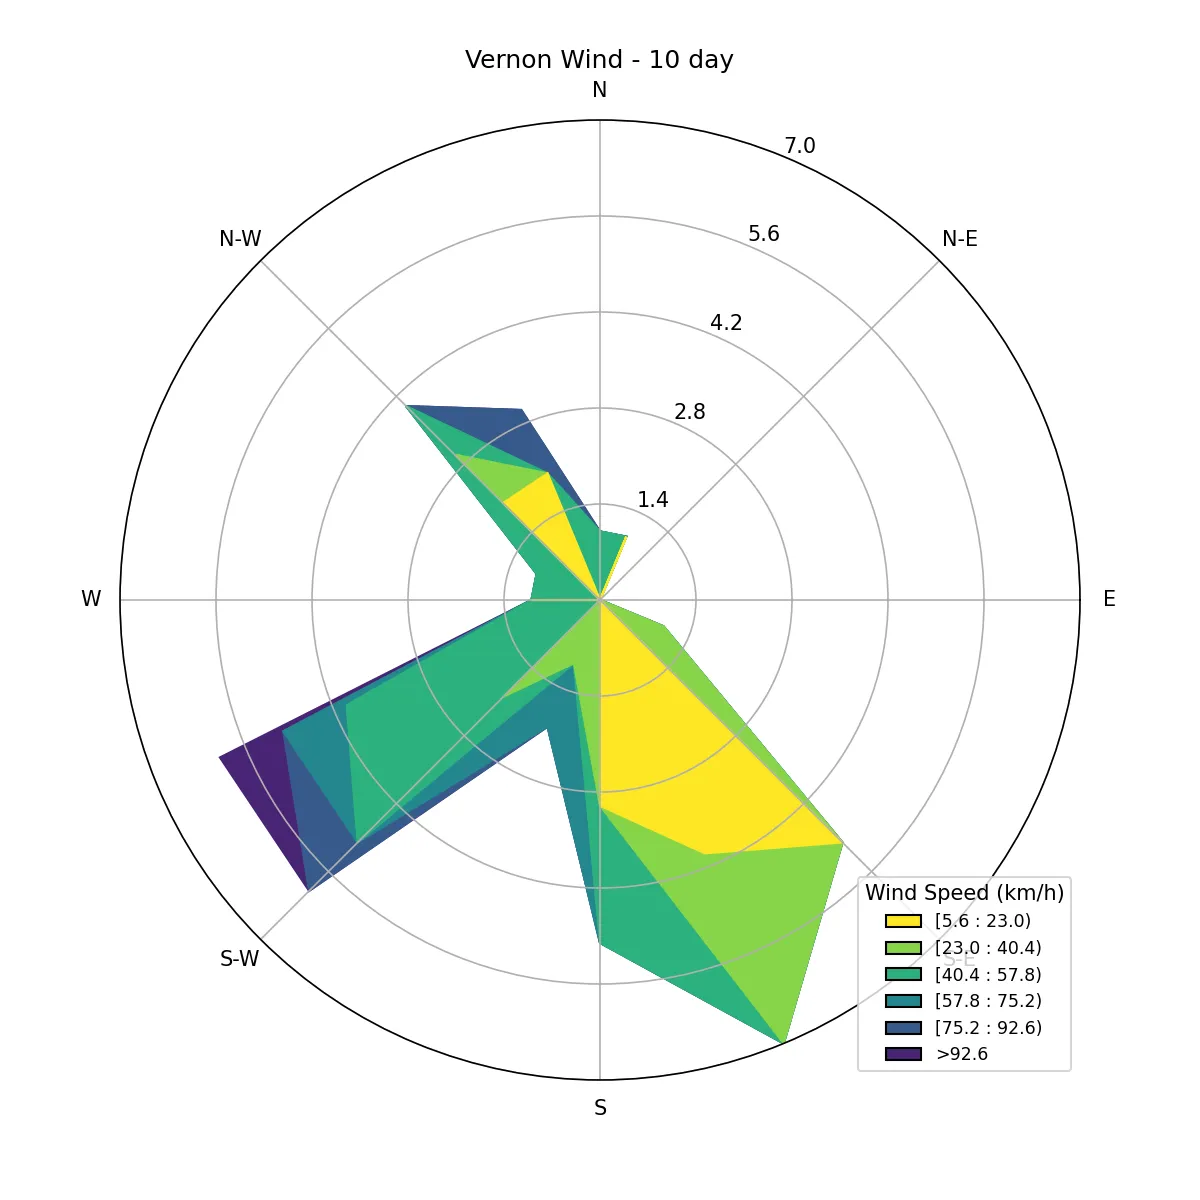 Vernon Wind - 10 day
N
7.0
N-W
5.6
N-E
4.2
2.8
1.4
W
E
Wind Speed (km/h)
[5.6 : 23.0)
[23.0 : 40.4)
S-W
S-E
[40.4 : 57.8)
[57.8 : 75.2)
[75.2 : 92.6)
>92.6
S